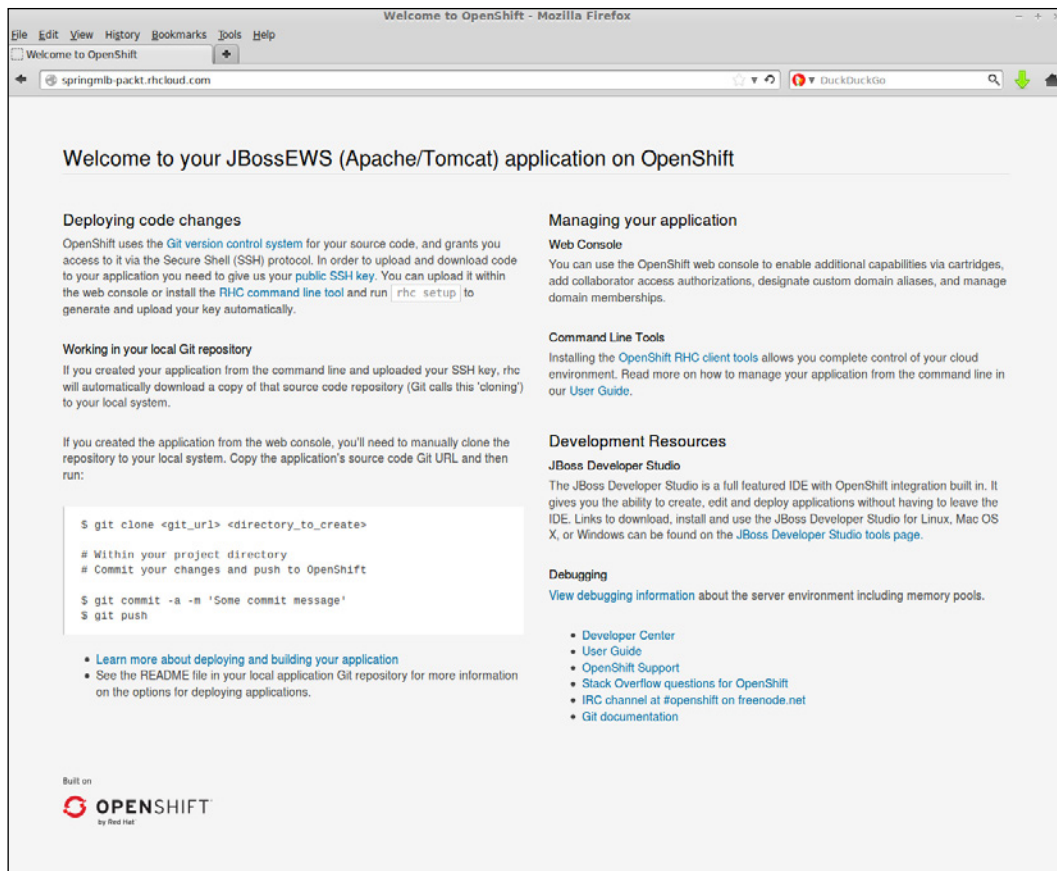 Welcome to OpenShift - Mozilla Firefox
File Edit View History Bookmarks Tools Help
Welcome to OpenShift
springmlb-packt.rhcloud.com
DuckDuckGo
Welcome to your JBossEWS (Apache/Tomcat) application on OpenShift
Deploying code changes
OpenShift uses the Git version control system for your source code, and grants you
access to it via the Secure Shell (SSH) protocol. In order to upload and download code
to your application you need to give us your public SSH key. You can upload it within
the web console or install the RHC command line tool and run rhc setup to
generate and upload your key automatically.
Working in your local Git repository
If you created your application from the command line and uploaded your SSH key, rhc
will automatically download a copy of that source code repository (Git calls this 'cloning')
to your local system.
If you created the application from the web console, you'll need to manually clone the
repository to your local system. Copy the application's source code Git URL and then
run:
$ git clone <git_url> <directory_to_create>
# Within your project directory
# Commit your changes and push to OpenShift
$ git commit -a -m 'Some commit message'
$ git push
Learn more about deploying and building your application
See the README file in your local application Git repository for more information
on the options for deploying applications.
Managing your application
Web Console
You can use the OpenShift web console to enable additional capabilities via cartridges,
add collaborator access authorizations, designate custom domain aliases, and manage
domain memberships.
Command Line Tools
Installing the OpenShift RHC client tools allows you complete control of your cloud
environment. Read more on how to manage your application from the command line in
our User Guide.
Development Resources
JBoss Developer Studio
The JBoss Developer Studio is a full featured IDE with OpenShift integration built in. It
gives you the ability to create, edit and deploy applications without having to leave the
IDE. Links to download, install and use the JBoss Developer Studio for Linux, Mac OS
X, or Windows can be found on the JBoss Developer Studio tools page.
Debugging
View debugging information about the server environment including memory pools.
Developer Center
User Guide
OpenShift Support
Stack Overflow questions for OpenShift
IRC channel at #openshift on freenode.net
Git documentation
Built on
OPENSHIFT
by Red Hat